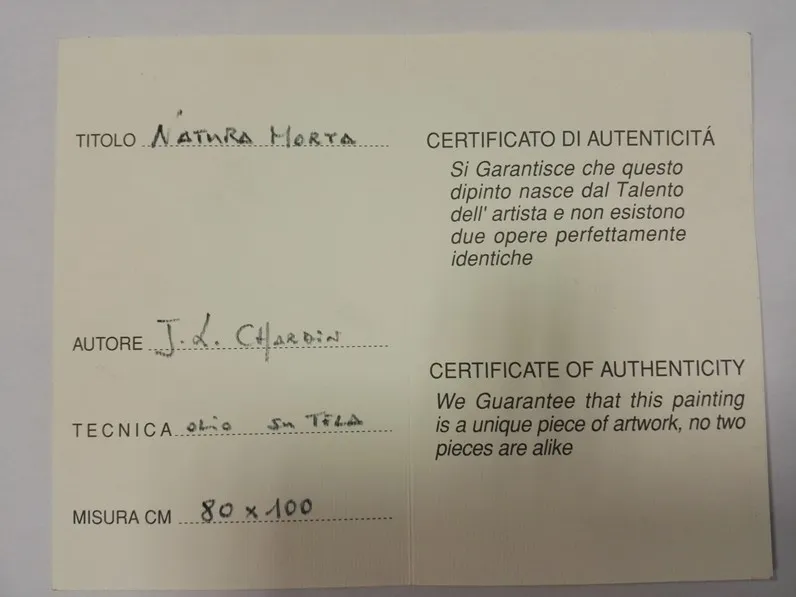 TITOLO NATURA MORTA
AUTORE J. L. CHARDIN
TECNICA OLIO SU TELA
MISURA CM 80 x 100
CERTIFICATO DI AUTENTICITÁ
Si Garantisce che questo
dipinto nasce dal Talento
dell' artista e non esistono
due opere perfettamente
identiche
CERTIFICATE OF AUTHENTICITY
We Guarantee that this painting
is a unique piece of artwork, no two
pieces are alike